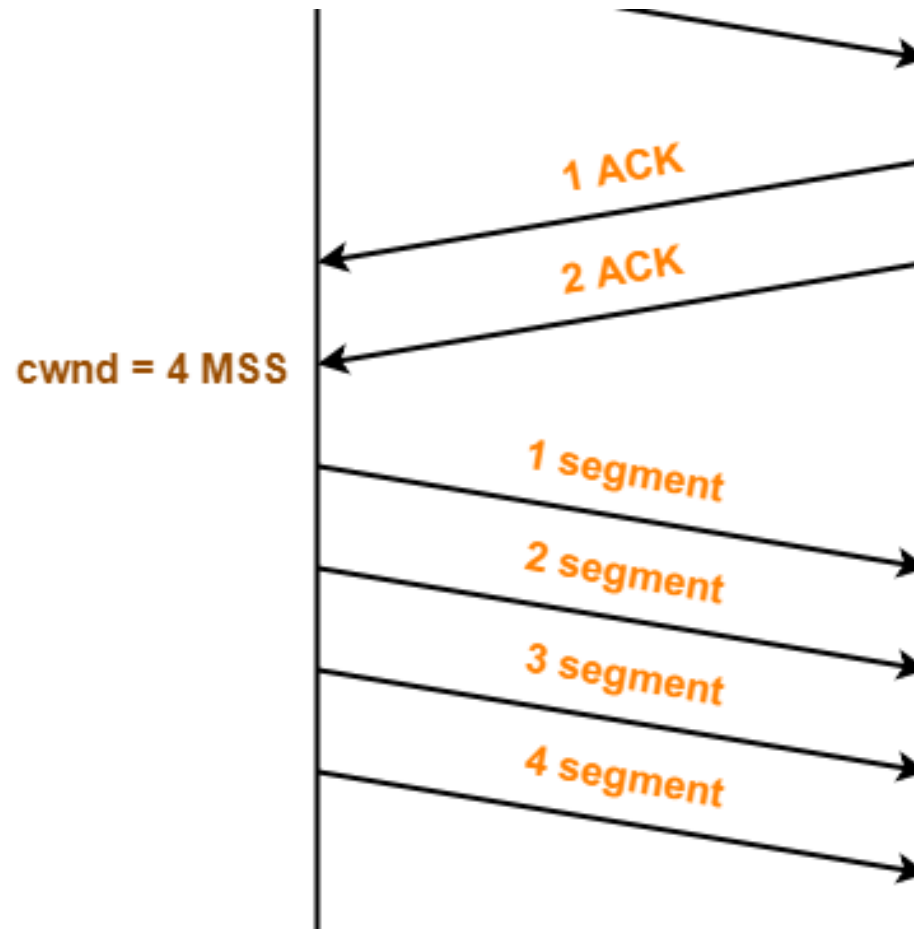 1 ACK
2 ACK
cwnd = 4 MSS
1 segment
2 segment
3 segment
4 segment